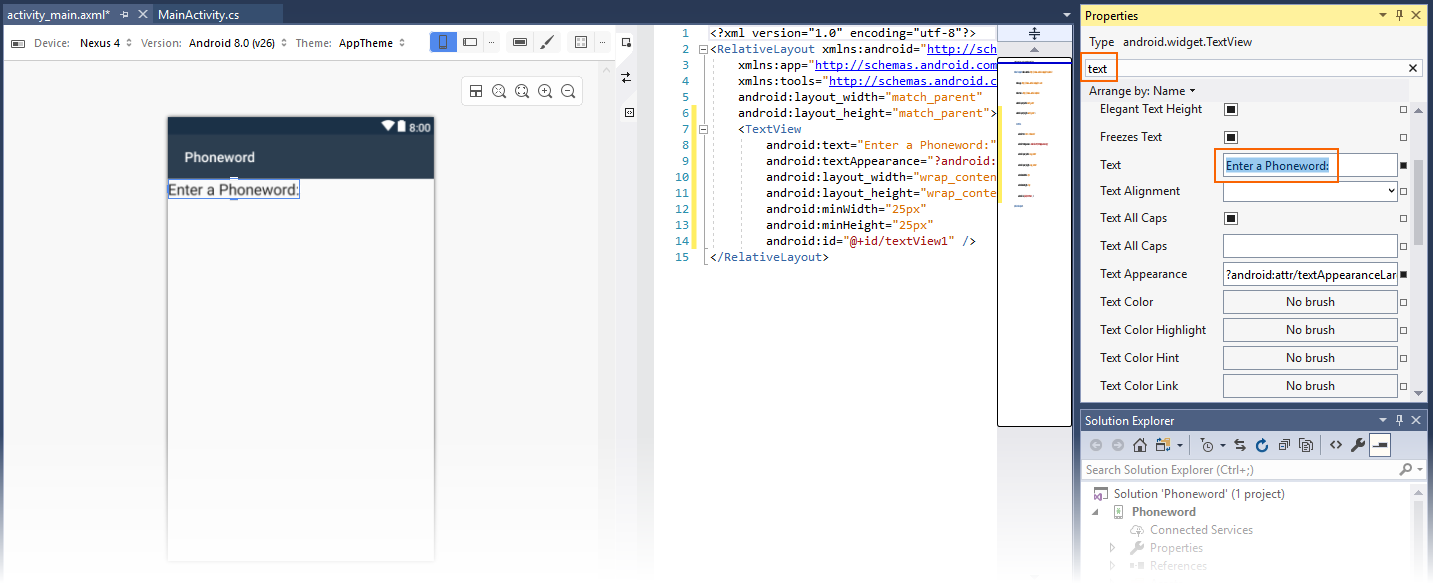 activity_main.axml* MainActivity.cs
Device: Nexus 4 Version: Android 8.0 (v26) Theme: AppTheme
8:00
Phoneword
Enter a Phoneword:
1 <?xml version="1.0" encoding="utf-8"?>
2 <RelativeLayout xmlns:android="http://sch
3 xmlns:app="http://schemas.android.com
4 xmlns:tools="http://schemas.android.c
5 android:layout_width="match_parent"
6 android:layout_height="match_parent">
7 <TextView
8 android:text="Enter a Phoneword:"
9 android:textAppearance="?android:
10 android:layout_width="wrap_conten
11 android:layout_height="wrap_conte
12 android:minWidth="25px"
13 android:minHeight="25px"
14 android:id="@+id/textView1" />
15 </RelativeLayout>
Properties
Type android.widget.TextView
text
Arrange by: Name
Elegant Text Height
Freezes Text
Text Enter a Phoneword:
Text Alignment
Text All Caps
Text All Caps
Text Appearance ?android:attr/textAppearanceLar
Text Color No brush
Text Color Highlight No brush
Text Color Hint No brush
Text Color Link No brush
Solution Explorer
Search Solution Explorer (Ctrl+;)
Solution 'Phoneword' (1 project)
Phoneword
Connected Services
Properties
References